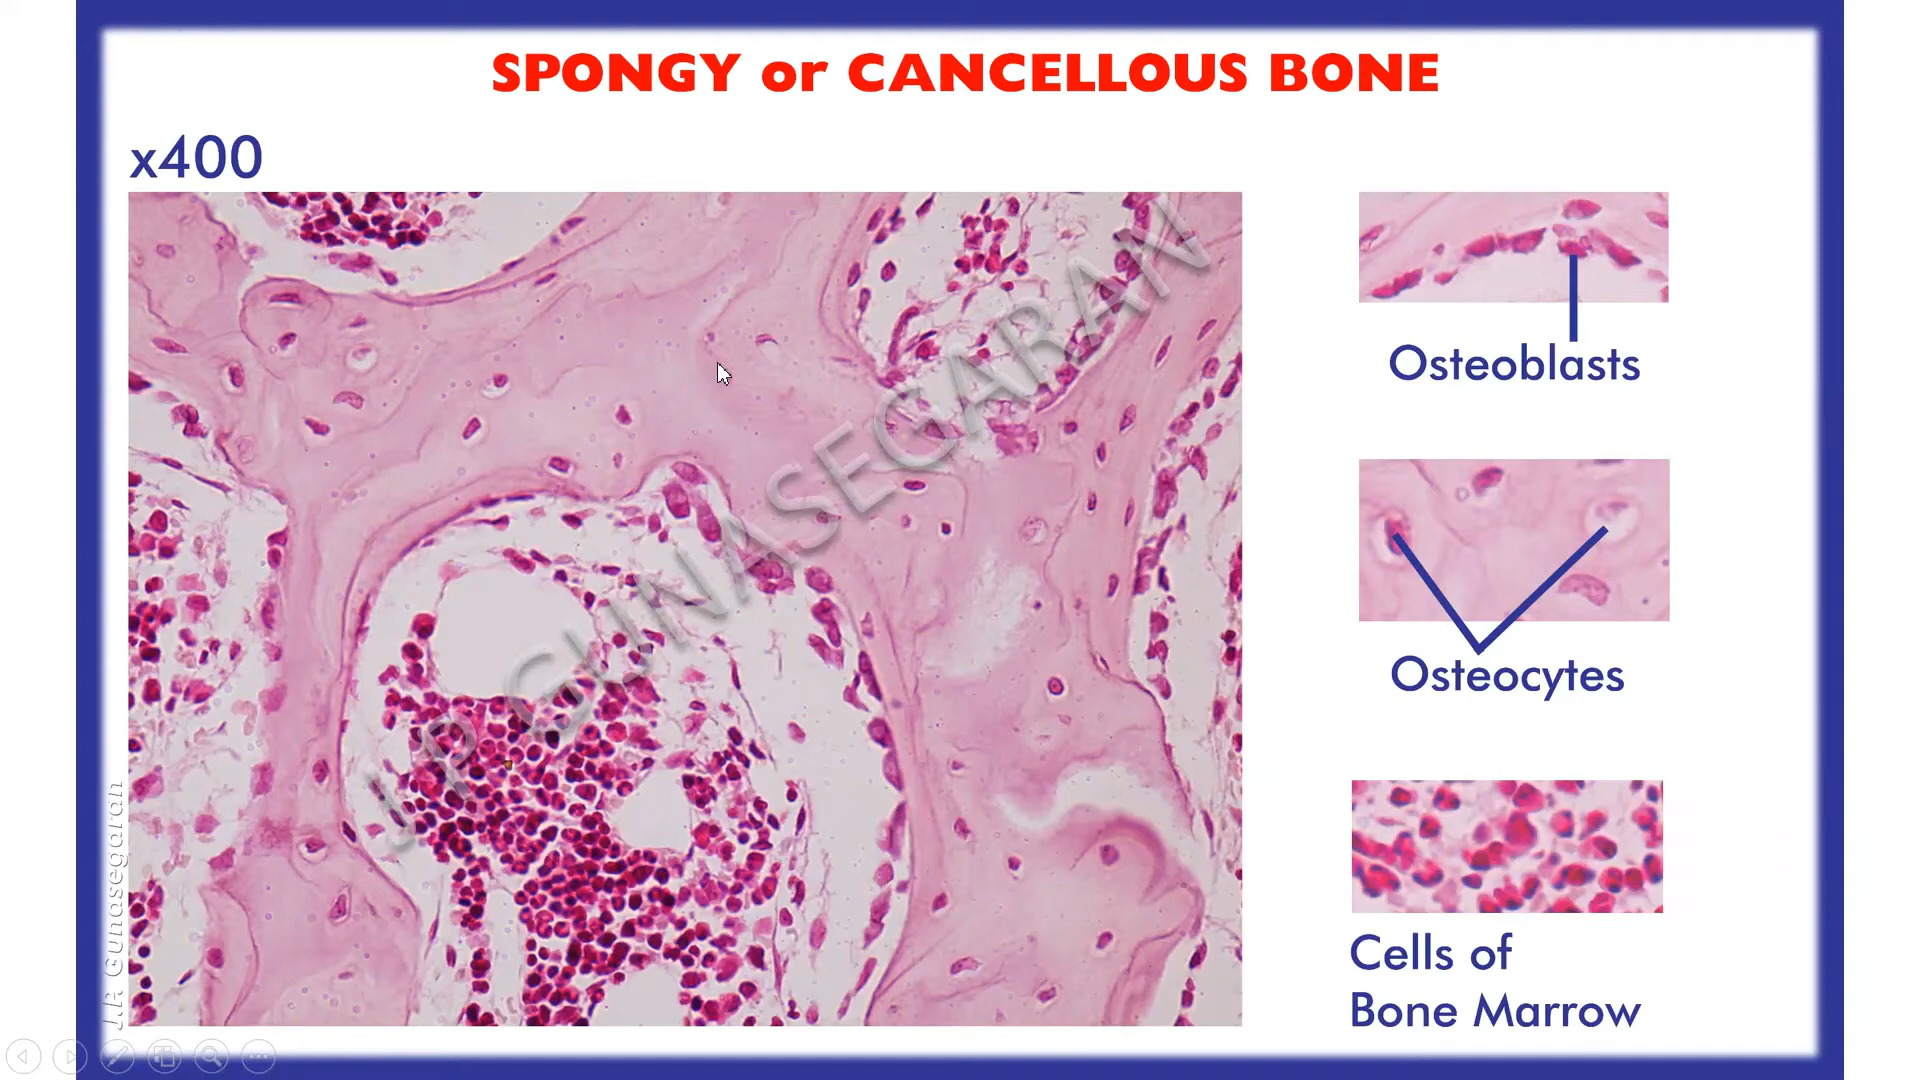 SPONGY or CANCELLOUS BONE
x400
J P GUNASEGARAN
J.P. Gunasegaran
Osteoblasts
Osteocytes
Cells of
Bone Marrow